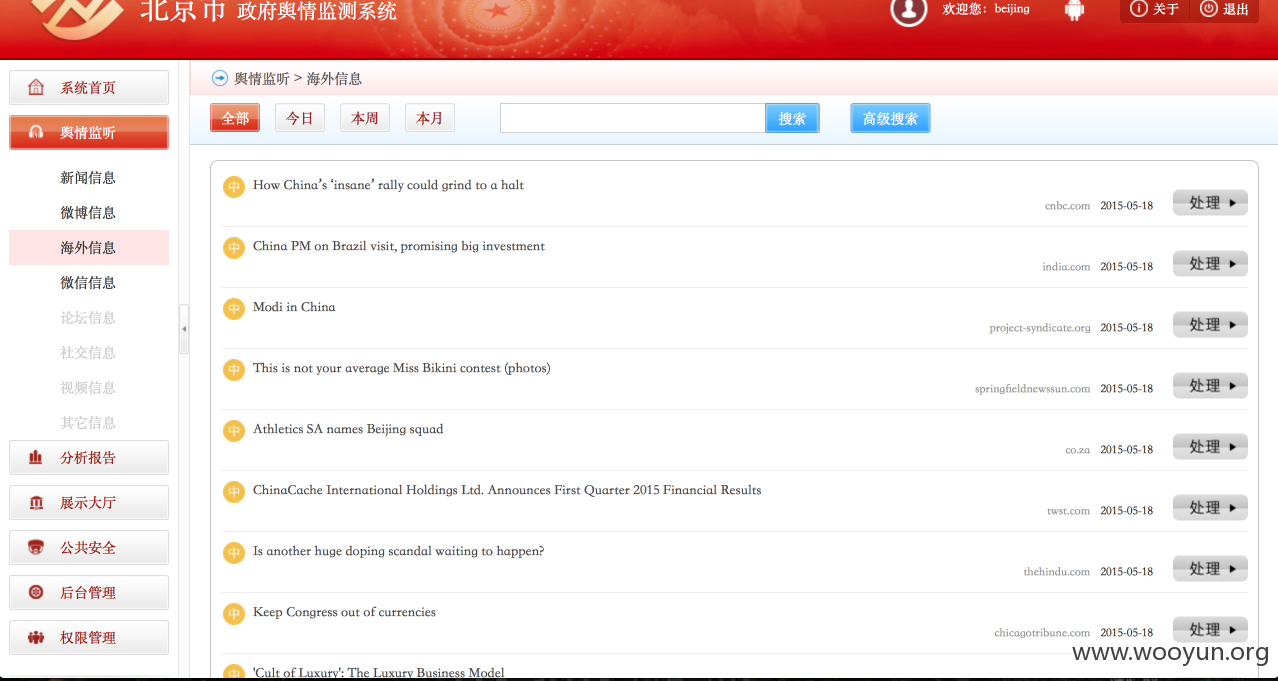 北京市 政府舆情监测系统
欢迎您：beijing
关于
退出
系统首页
舆情监听
新闻信息
微博信息
海外信息
微信信息
论坛信息
社交信息
视频信息
其它信息
分析报告
展示大厅
公共安全
后台管理
权限管理
舆情监听 > 海外信息
全部 今日 本周 本月 搜索 高级搜索
中 How China's ‘insane’ rally could grind to a halt
cnbc.com 2015-05-18 处理
中 China PM on Brazil visit, promising big investment
india.com 2015-05-18 处理
中 Modi in China
project-syndicate.org 2015-05-18 处理
中 This is not your average Miss Bikini contest (photos)
springfieldnewssun.com 2015-05-18 处理
中 Athletics SA names Beijing squad
co.za 2015-05-18 处理
中 ChinaCache International Holdings Ltd. Announces First Quarter 2015 Financial Results
twst.com 2015-05-18 处理
中 Is another huge doping scandal waiting to happen?
thehindu.com 2015-05-18 处理
中 Keep Congress out of currencies
chicagotribune.com 2015-05-18 处理
中 'Cult of Luxury': The Luxury Business Model
www.wooyun.org